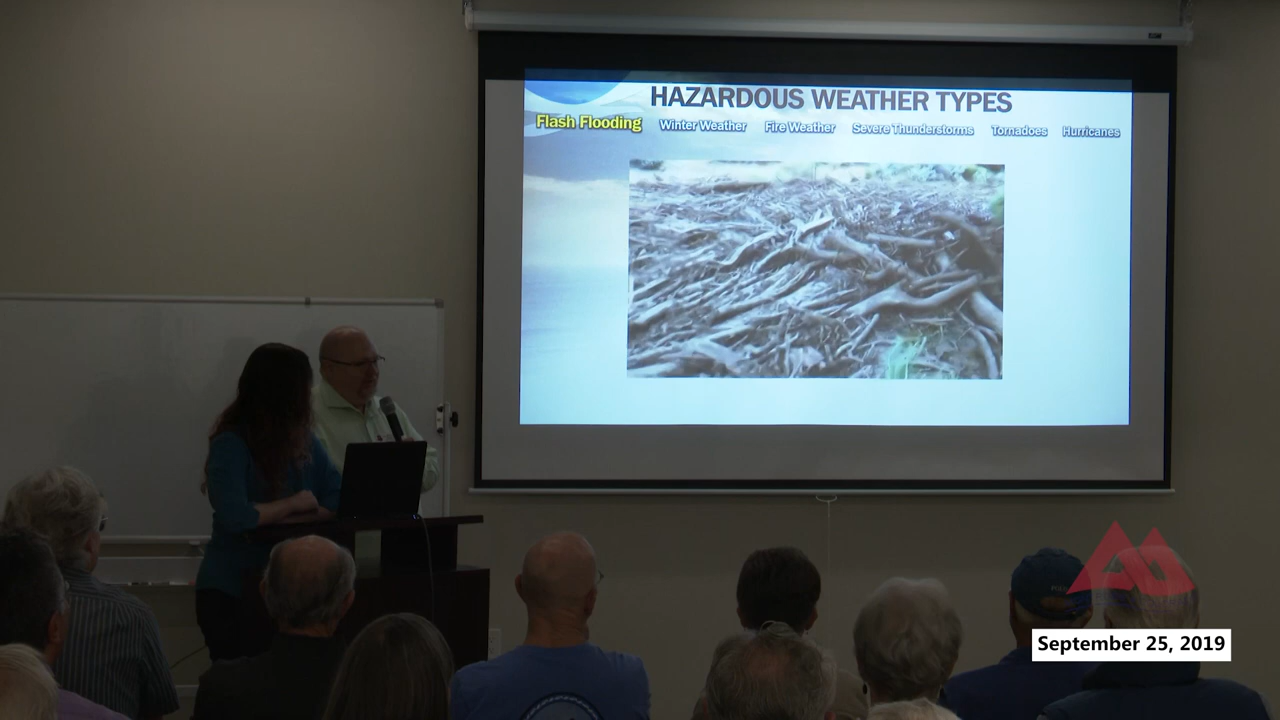 HAZARDOUS WEATHER TYPES
Flash Flooding Winter Weather Fire Weather Severe Thunderstorms Tornadoes Hurricanes
September 25, 2019